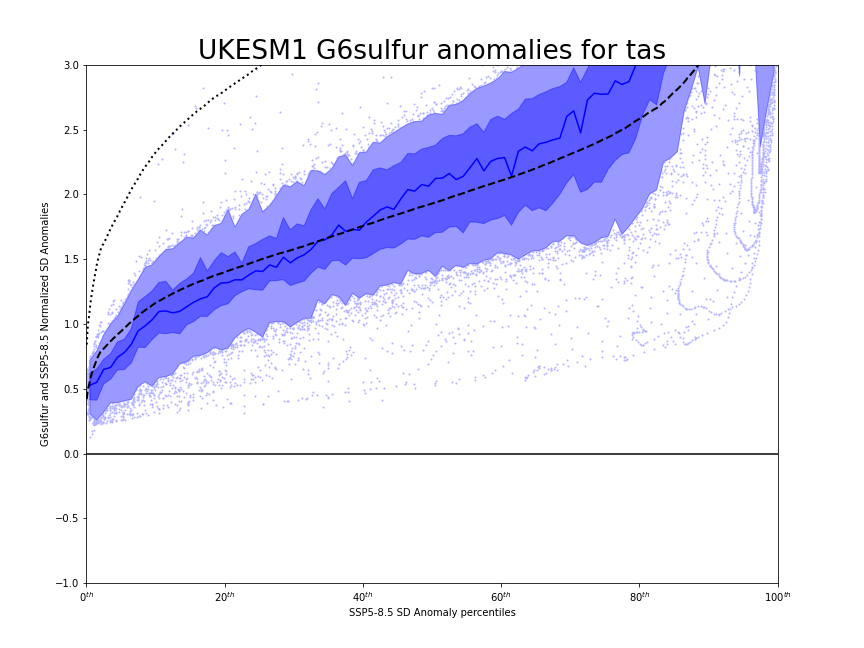 UKESM1 G6sulfur anomalies for tas
G6sulfur and SSP5-8.5 Normalized SD Anomalies
3.0
2.5
2.0
1.5
1.0
0.5
0.0
−0.5
−1.0
0th
20th
40th
60th
80th
100th
SSP5-8.5 SD Anomaly percentiles